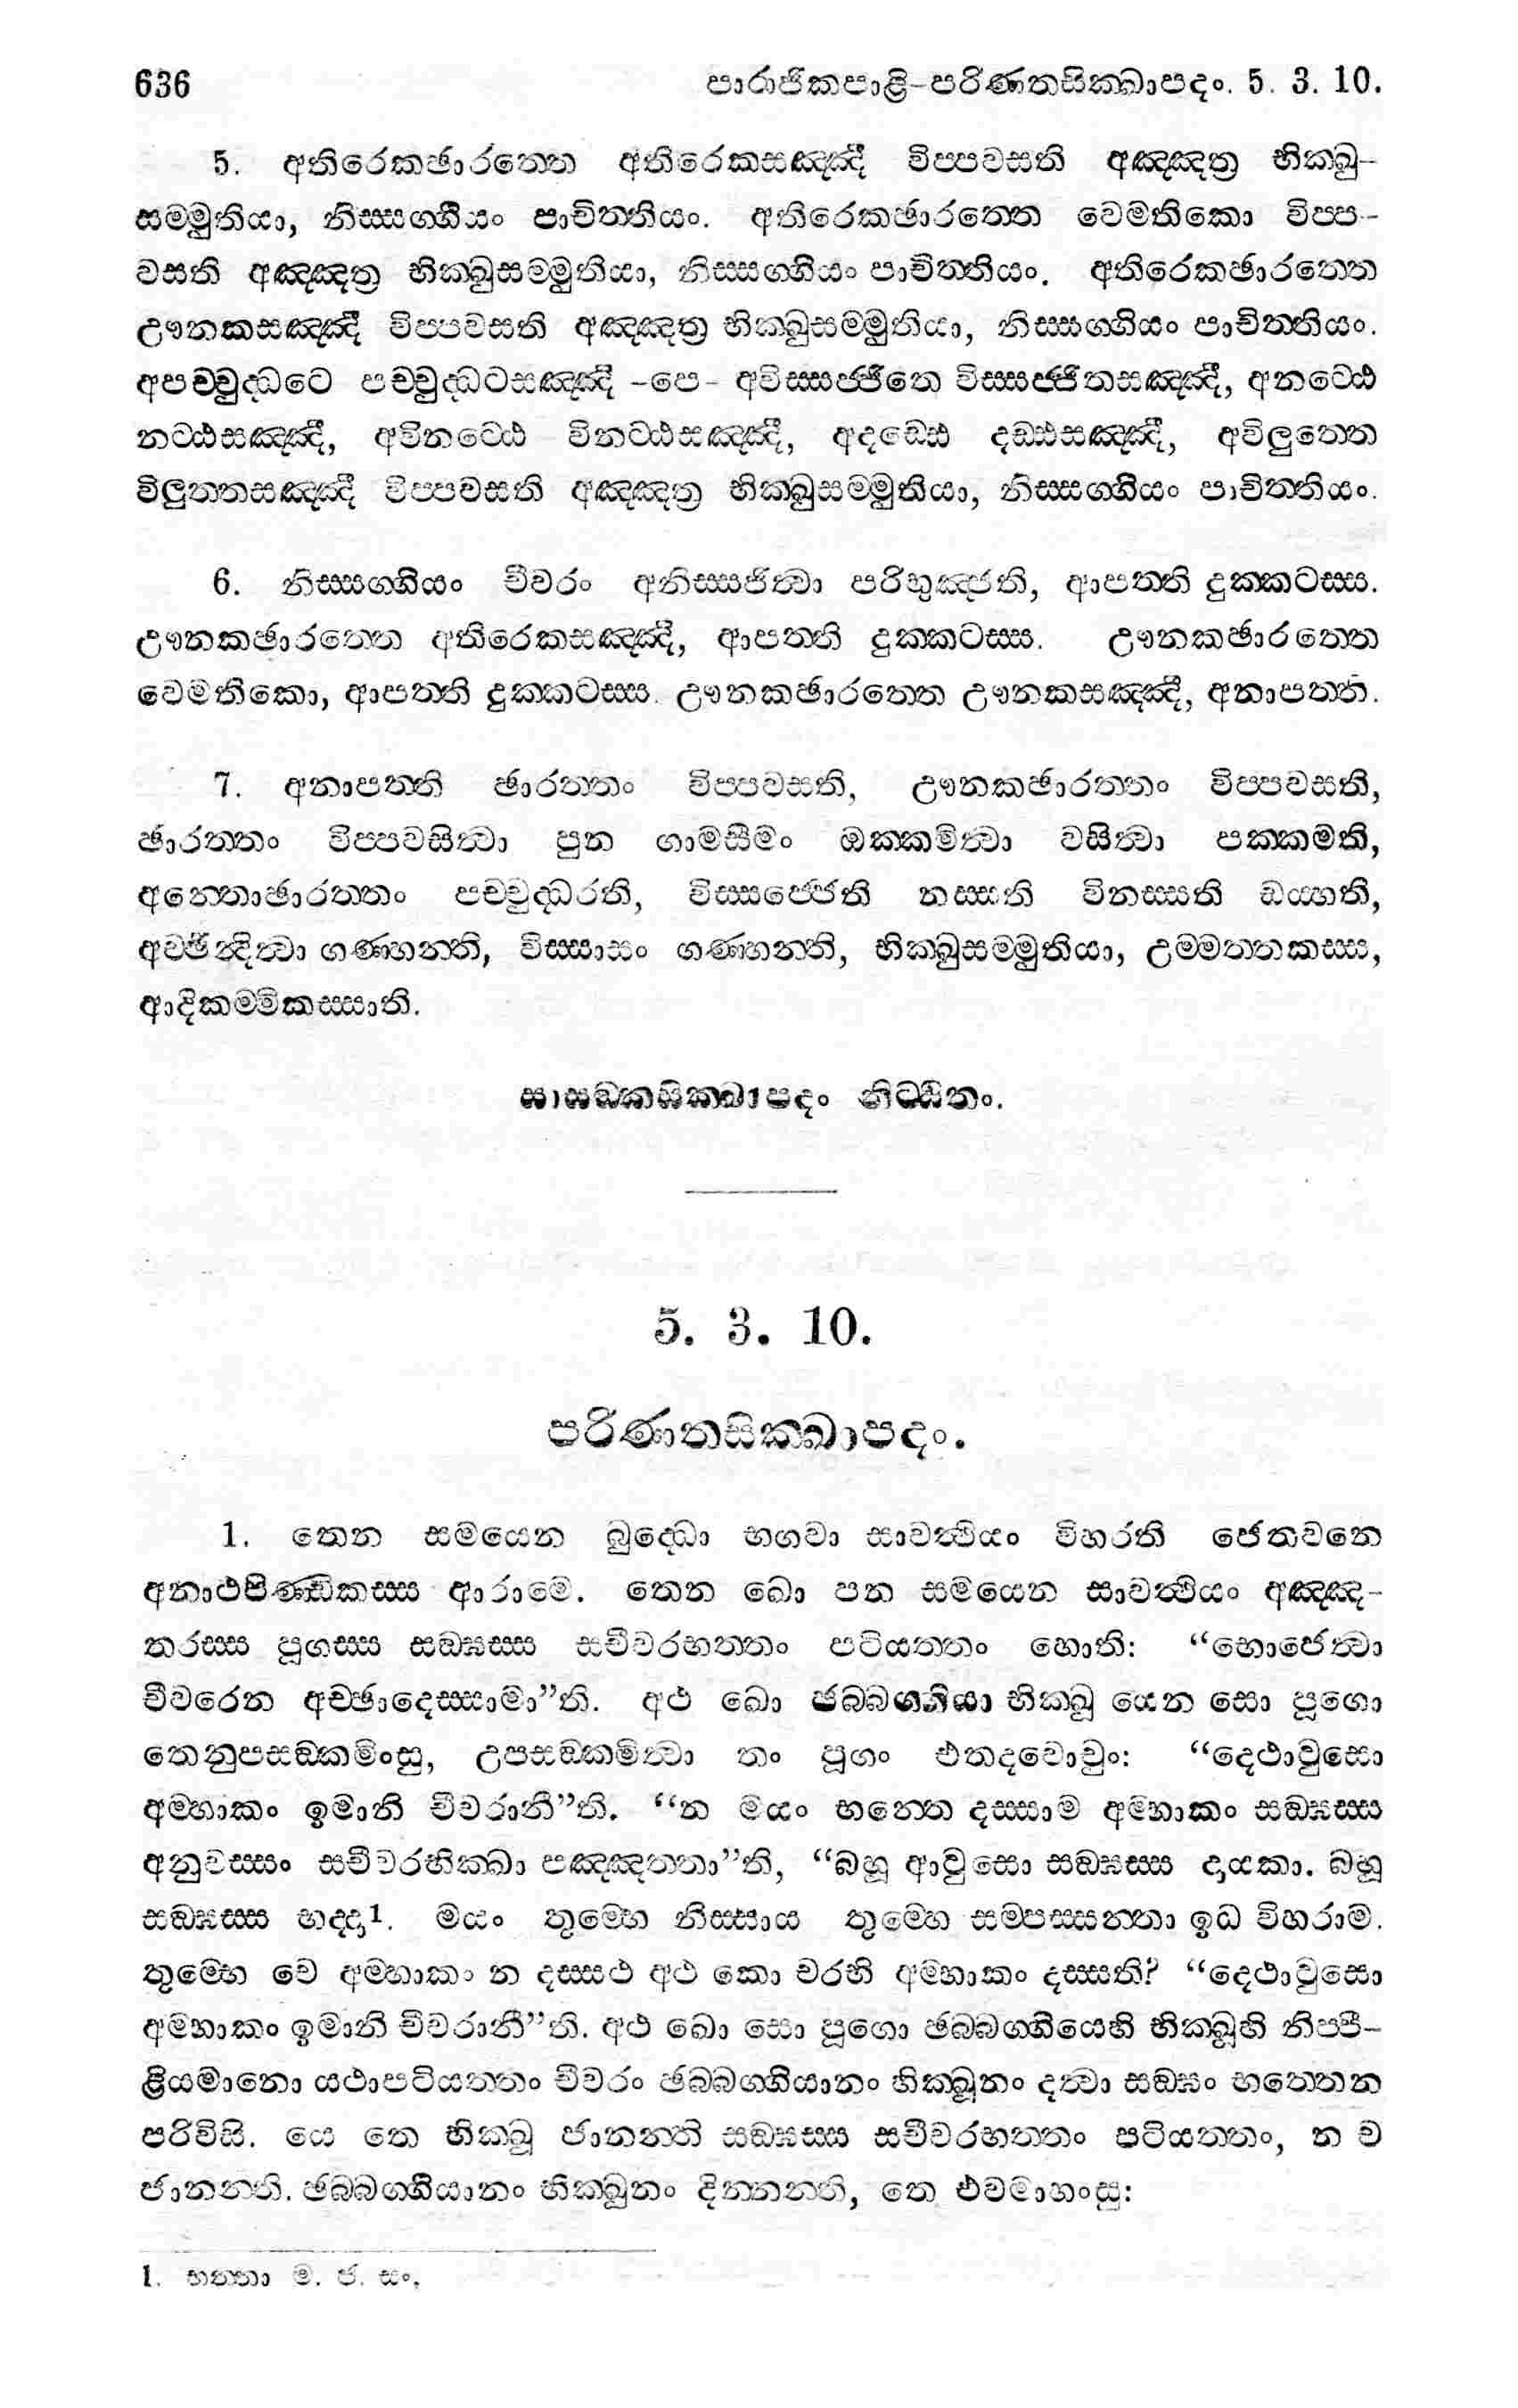 636 පාරාජිකපාළි-පරිණතසික්ඛාපදං. 5. 3. 10.
5. අතිරෙකඡාරත්තෙ අතිරෙකසඤ්ඤී විප්පවසති අඤ්ඤත්‍ර භික්ඛු-
සම්මුතියා, නිස්සග්ගියං පාචිත්තියං. අතිරෙකඡාරත්තෙ වෙමතිකො විප්ප-
වසති අඤ්ඤත්‍ර භික්ඛුසම්මුතියා, නිස්සග්ගියං පාචිත්තියං. අතිරෙකඡාරත්තෙ
ඌනකසඤ්ඤී විප්පවසති අඤ්ඤත්‍ර භික්ඛුසම්මුතියා, නිස්සග්ගියං පාචිත්තියං.
අපච්චුද්ධටෙ පච්චුද්ධටසඤ්ඤී -පෙ- අවිස්සජ්ජිතෙ විස්සජ්ජිතසඤ්ඤී, අනට්ඨෙ
නට්ඨසඤ්ඤී, අවිනට්ඨෙ විනට්ඨසඤ්ඤී, අදඩ්ඪෙ දඩ්ඪසඤ්ඤී, අවිලුත්තෙ
විලුත්තසඤ්ඤී විප්පවසති අඤ්ඤත්‍ර භික්ඛුසම්මුතියා, නිස්සග්ගියං පාචිත්තියං.
6. නිස්සග්ගියං චීවරං අනිස්සජිත්වා පරිභුඤ්ජති, ආපත්ති දුක්කටස්ස.
ඌනකඡාරත්තෙ අතිරෙකසඤ්ඤී, ආපත්ති දුක්කටස්ස. ඌනකඡාරත්තෙ
වෙමතිකො, ආපත්ති දුක්කටස්ස. ඌනකඡාරත්තෙ ඌනකසඤ්ඤී, අනාපත්ති.
7. අනාපත්ති ඡාරත්තං විප්පවසති, ඌනකඡාරත්තං විප්පවසති,
ඡාරත්තං විප්පවසිත්වා පුන ගාමසීමං ඔක්කමිත්වා වසිත්වා පක්කමති,
අන්තොඡාරත්තං පච්චුද්ධරති, විස්සජ්ජෙති නස්සති විනස්සති ඩය්හති,
අච්ඡින්දිත්වා ගණ්හන්ති, විස්සාසං ගණ්හන්ති, භික්ඛුසම්මුතියා, උම්මත්තකස්ස,
ආදිකම්මිකස්සාති.
සාසඞ්කසික්ඛාපදං නිට්ඨිතං.
5. 3. 10.
පරිණතසික්ඛාපදං.
1. තෙන සමයෙන බුද්ධො භගවා සාවත්ථියං විහරති ජෙතවනෙ
අනාථපිණ්ඩිකස්ස ආරාමෙ. තෙන ඛො පන සමයෙන සාවත්ථියං අඤ්ඤ-
තරස්ස පූගස්ස සඞ්ඝස්ස සචීවරභත්තං පටියත්තං හොති: “භොජෙත්වා
චීවරෙන අච්ඡාදෙස්සාමා”ති. අථ ඛො ඡබ්බග්ගියා භික්ඛූ යෙන සො පූගො
තෙනුපසඞ්කමිංසු, උපසඞ්කමිත්වා තං පූගං එතදවොචුං: “දෙථාවුසො
අම්හාකං ඉමානි චීවරානී”ති. “න මයං භන්තෙ දස්සාම අම්හාකං සඞ්ඝස්ස
අනුවස්සං සචීවරභික්ඛා පඤ්ඤත්තා”ති, “බහූ ආවුසො සඞ්ඝස්ස දායකා. බහූ
සඞ්ඝස්ස භද්දා1. මයං තුම්හෙ නිස්සාය තුම්හෙ සම්පස්සන්තා ඉධ විහරාම.
තුම්හෙ චෙ අම්හාකං න දස්සථ අථ කො චරහි අම්හාකං දස්සති? “දෙථාවුසො
අම්හාකං ඉමානි චීවරානී”ති. අථ ඛො සො පූගො ඡබ්බග්ගියෙහි භික්ඛූහි නිප්පී-
ළියමානො යථාපටියත්තං චීවරං ඡබ්බග්ගියානං භික්ඛූනං දත්වා සඞ්ඝං භත්තෙන
පරිවිසි. යෙ තෙ භික්ඛූ ජානන්ති සඞ්ඝස්ස සචීවරභත්තං පටියත්තං, න ච
ජානන්ති. ඡබ්බග්ගියානං භික්ඛුනං දින්නන්ති, තෙ එවමාහංසු:
1. භත්තා ම. ජ. සං.